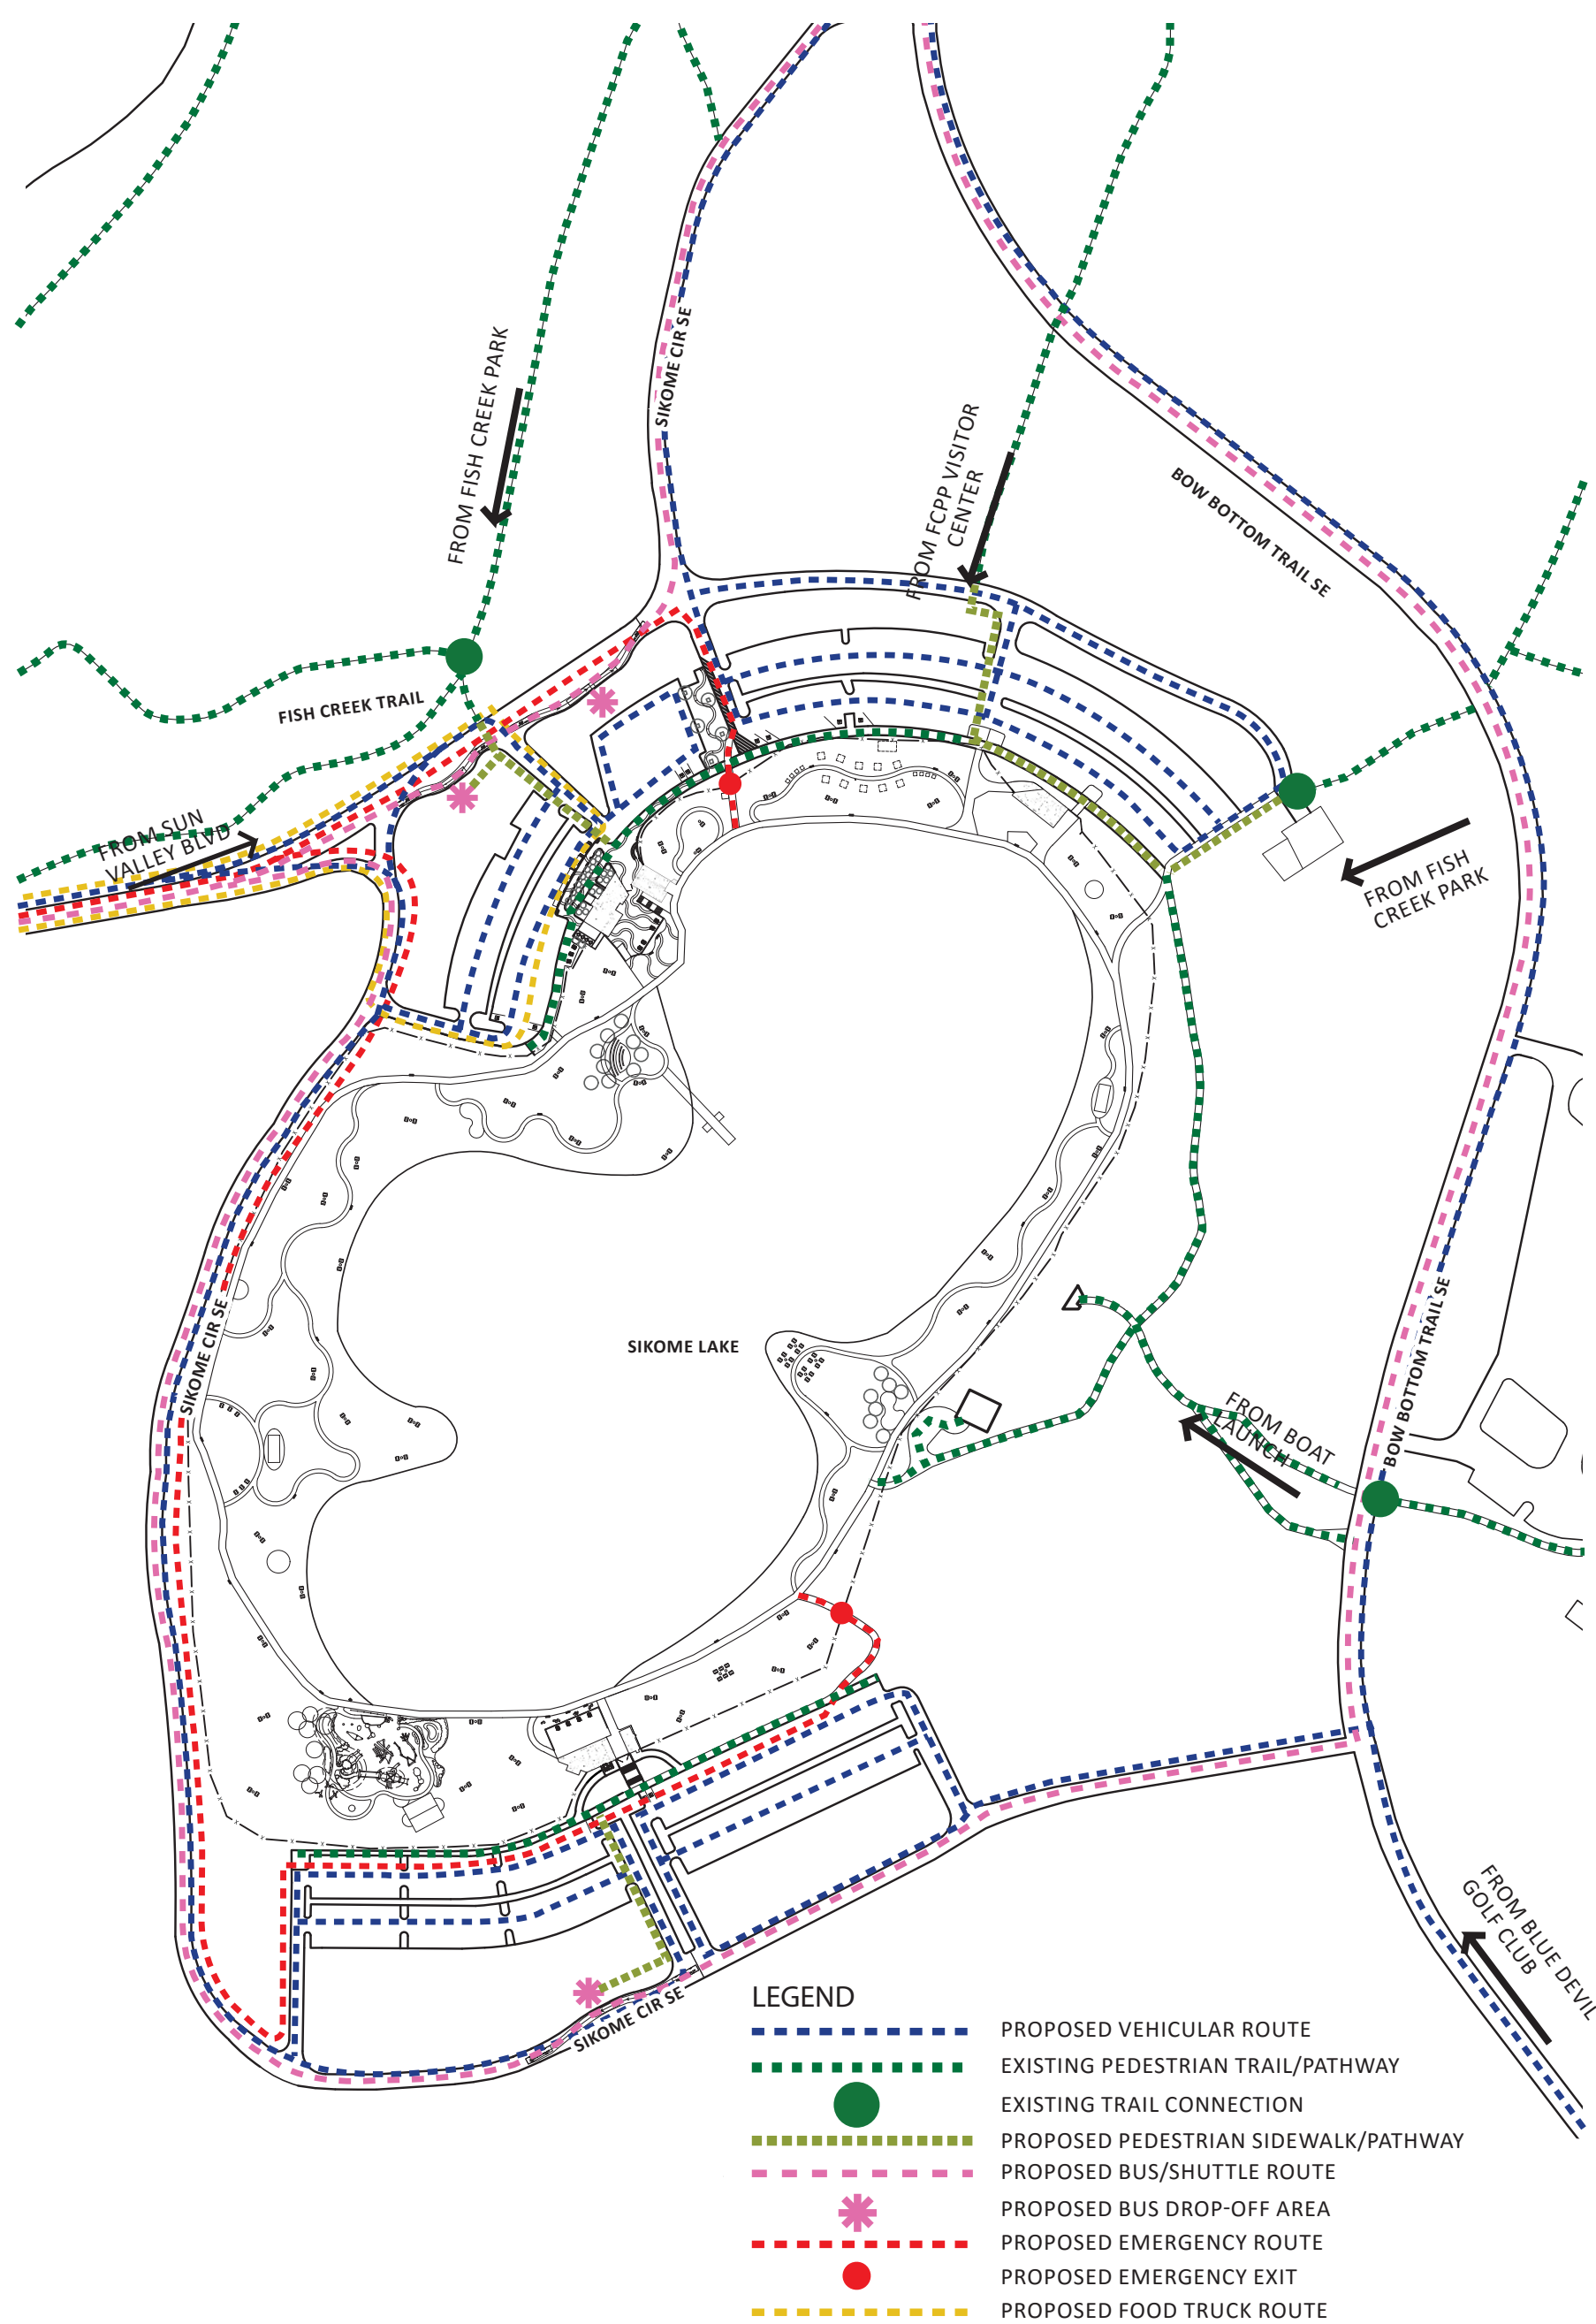 SIKOME CIR SE
FROM FISH CREEK PARK
FROM FCPP VISITOR
CENTER
BOW BOTTOM TRAIL SE
FISH CREEK TRAIL
FROM SUN
VALLEY BLVD
FROM FISH
CREEK PARK
SIKOME CIR SE
SIKOME LAKE
BOW BOTTOM TRAIL SE
FROM BOAT
LAUNCH
FROM BLUE DEVIL
GOLF CLUB
SIKOME CIR SE
LEGEND
PROPOSED VEHICULAR ROUTE
EXISTING PEDESTRIAN TRAIL/PATHWAY
EXISTING TRAIL CONNECTION
PROPOSED PEDESTRIAN SIDEWALK/PATHWAY
PROPOSED BUS/SHUTTLE ROUTE
PROPOSED BUS DROP-OFF AREA
PROPOSED EMERGENCY ROUTE
PROPOSED EMERGENCY EXIT
PROPOSED FOOD TRUCK ROUTE